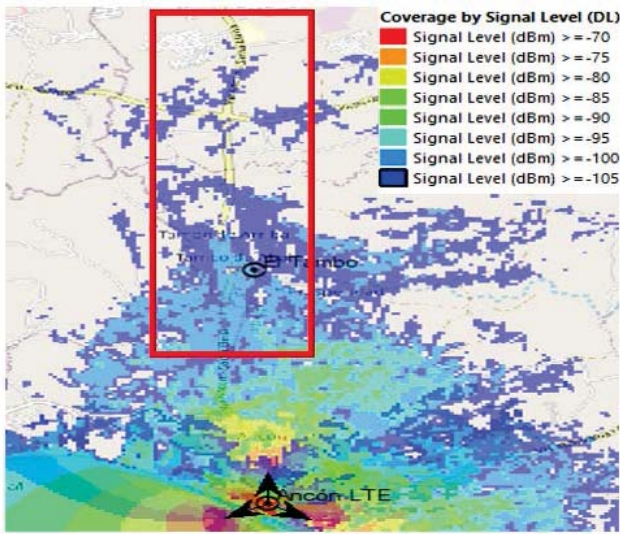 Coverage by Signal Level (DL)
Signal Level (dBm) >=-70
Signal Level (dBm) >=-75
Signal Level (dBm) >=-80
Signal Level (dBm) >=-85
Signal Level (dBm) >=-90
Signal Level (dBm) >=-95
Signal Level (dBm) >=-100
Signal Level (dBm) >=-105
El Tambo
Ancón LTE